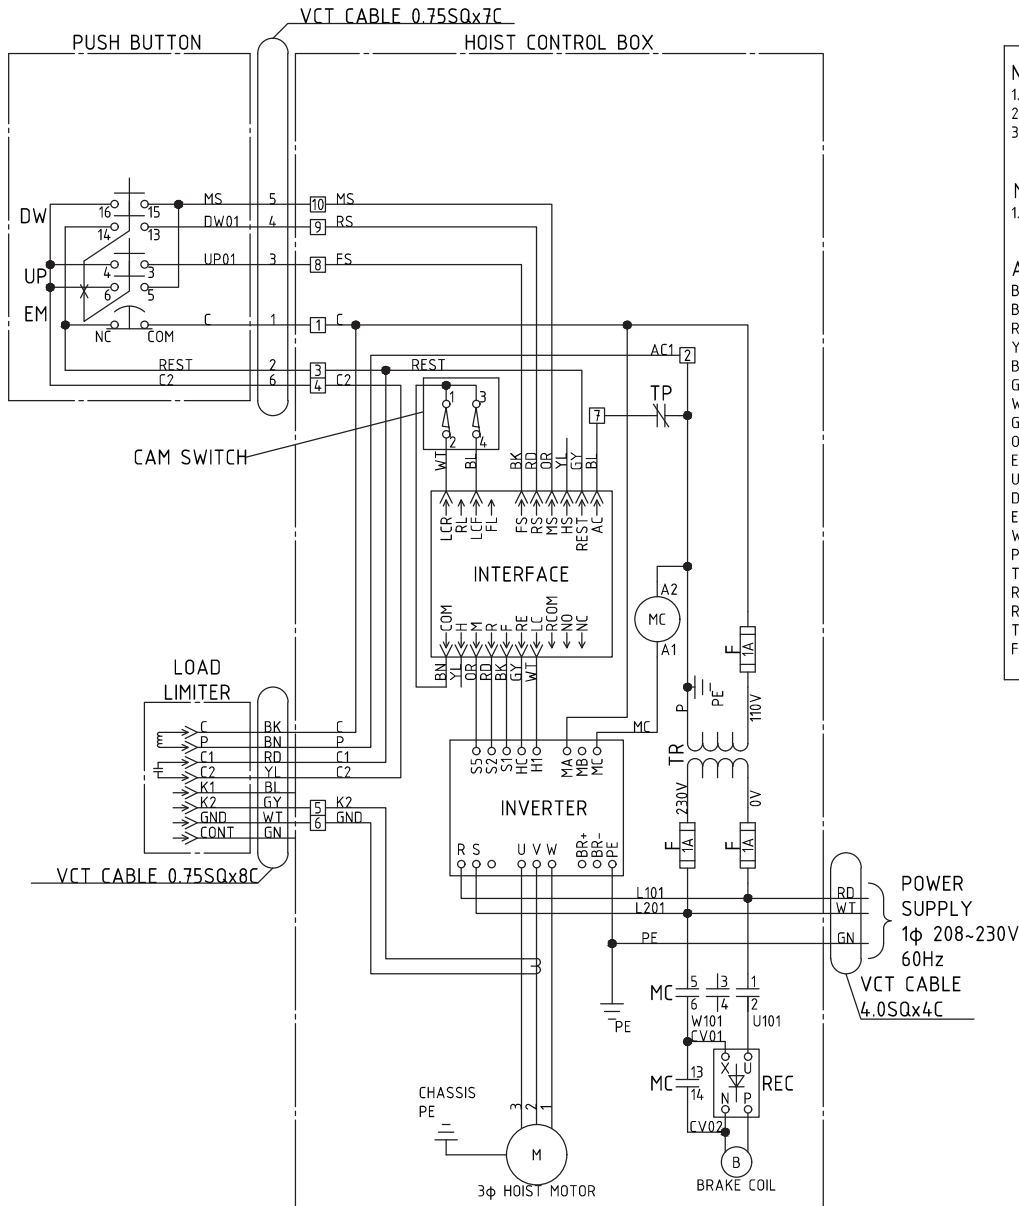 VCT CABLE 0.75SQx7C
PUSH BUTTON
HOIST CONTROL BOX
N
1.
2
3
N
1.
A
B
B
R
Y
B
G
W
G
O
E
U
D
E
W
P
T
R
R
T
F
DW
16 15 MS 5 10 MS
14 13 DW01 4 9 RS
UP
4 3 UP01 3 8 FS
6 5
EM
NC COM C 1 1 C
REST 2 3 REST
C2 6 4 C2
AC1 2
TP
7
1 3
2 4
CAM SWITCH
WT BL BK RD OR YL GY BL
LCR RL LCF FL FS RS MS HS REST AC
INTERFACE
COM H M R F RE LC RCOM NO NC
BN YL OR RD BK GY WT
A2
MC
A1
F 1A
P
PE
110V
MC
TR
230V
0V
F 1A
F 1A
LOAD
LIMITER
C BK C
P BN P
C1 RD C1
C2 YL C2
K1 BL
K2 GY 5 K2
GND WT 6 GND
CONT GN
VCT CABLE 0.75SQx8C
S5 S2 S1 HC H1 MA MB MC
INVERTER
R S U V W BR+ BR- PE
L101 RD
L201 WT
PE GN
POWER
SUPPLY
1ϕ 208~230V
60Hz
VCT CABLE
4.0SQx4C
PE
MC 5 3 1
6 4 2
W101 U101
CV01
X U
MC 13
14
REC
N P
CV02
B
BRAKE COIL
CHASSIS
PE
3 2 1
M
3ϕ HOIST MOTOR